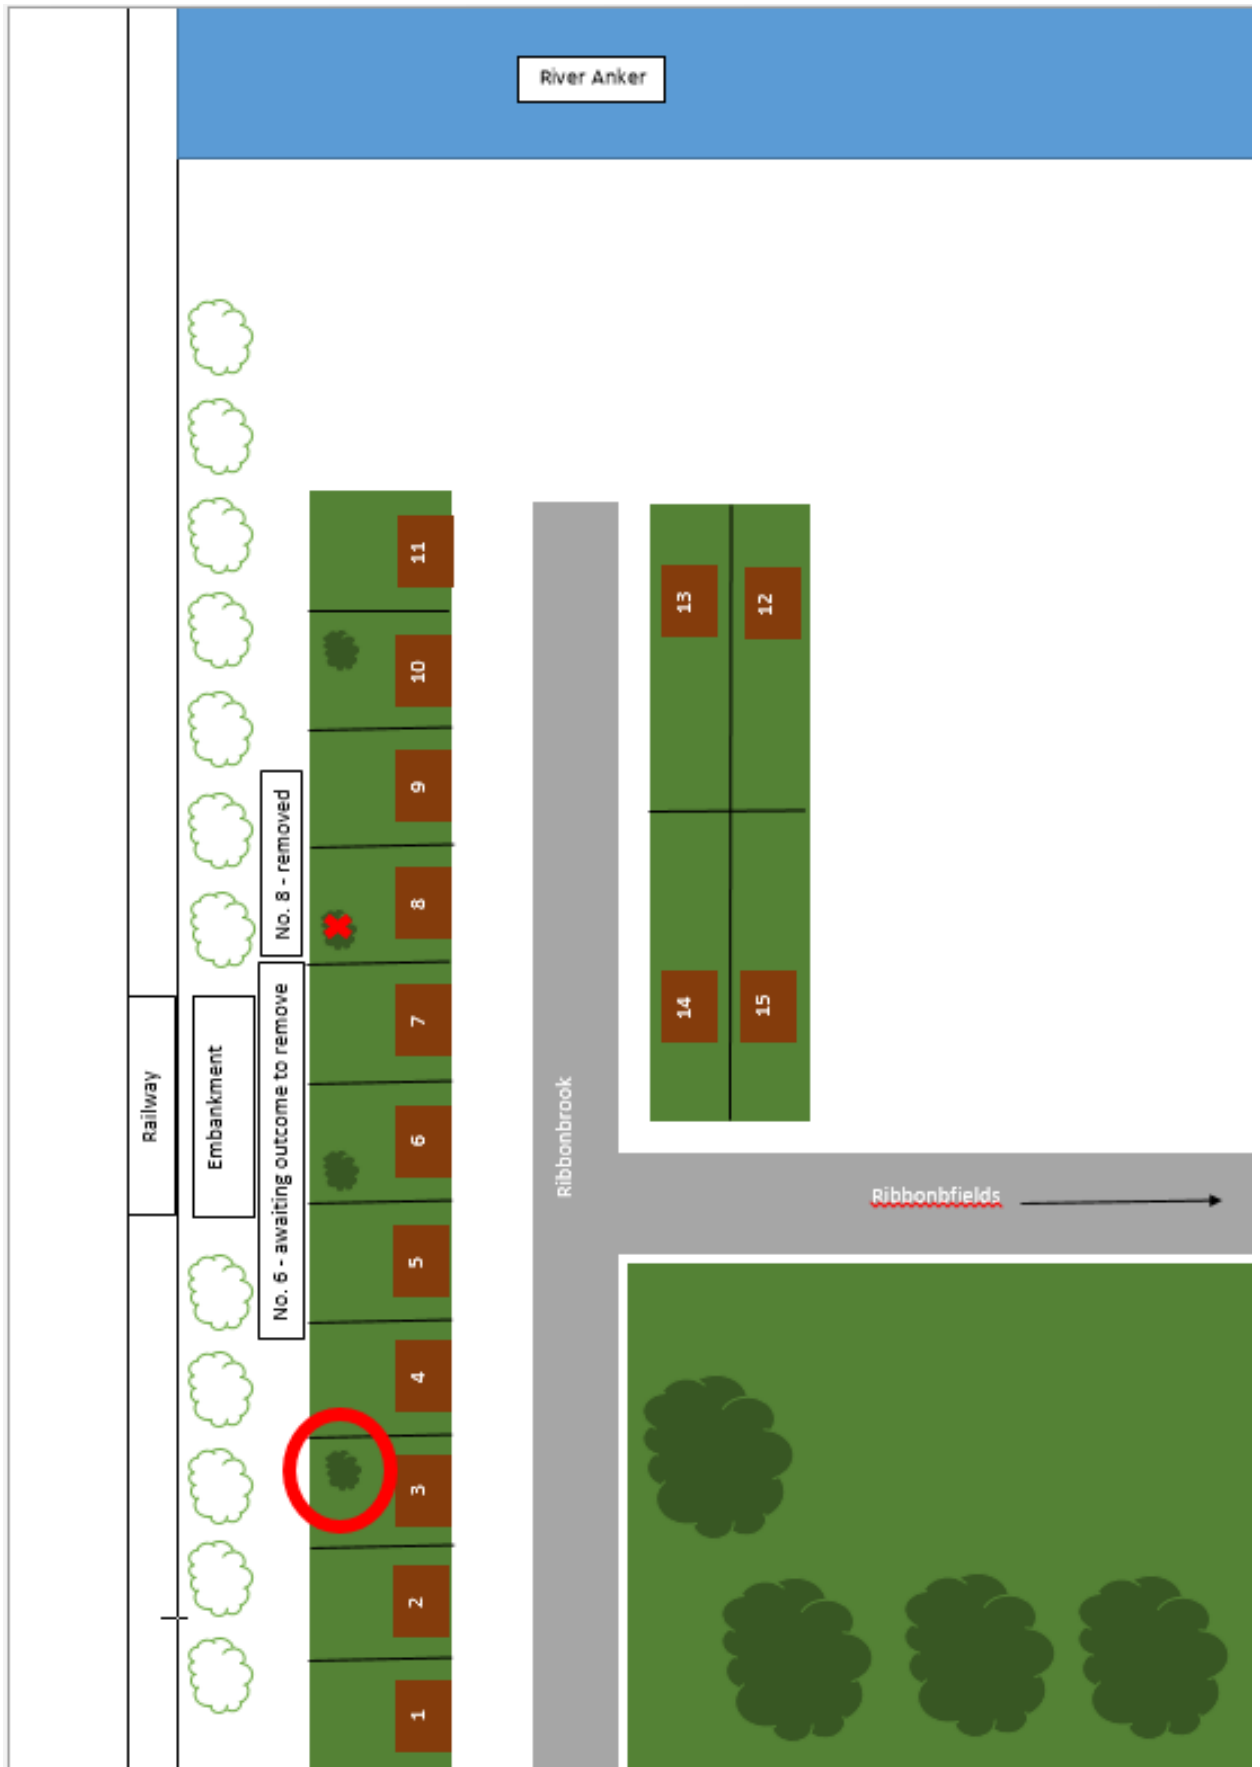 River Anker
11
13
12
10
9
No. 8 - removed
8
7
14
15
Railway
Embankment
No. 6 - awaiting outcome to remove
6
Ribbonbrook
Ribbonbfields
5
4
3
2
1